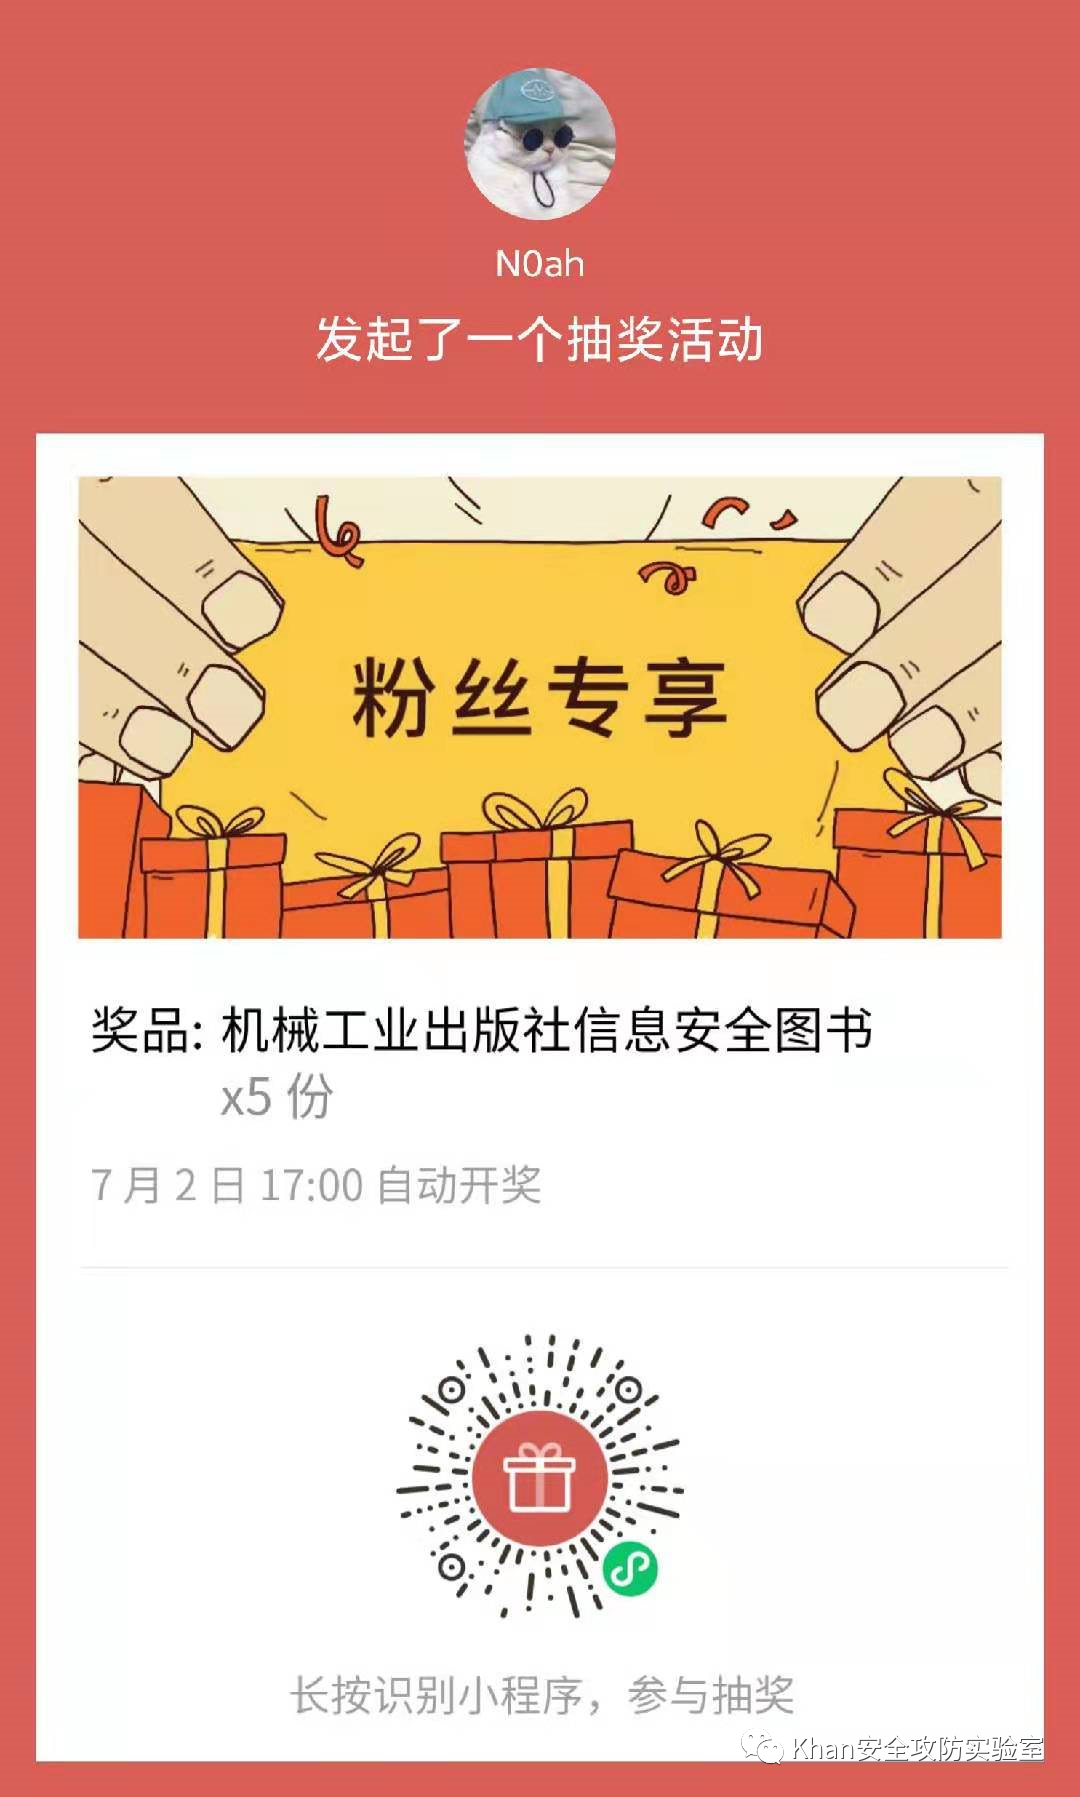 N0ah
发起了一个抽奖活动
粉丝专享
奖品: 机械工业出版社信息安全图书
x5 份
7 月 2 日 17:00 自动开奖
长按识别小程序，参与抽奖
Khan安全攻防实验室